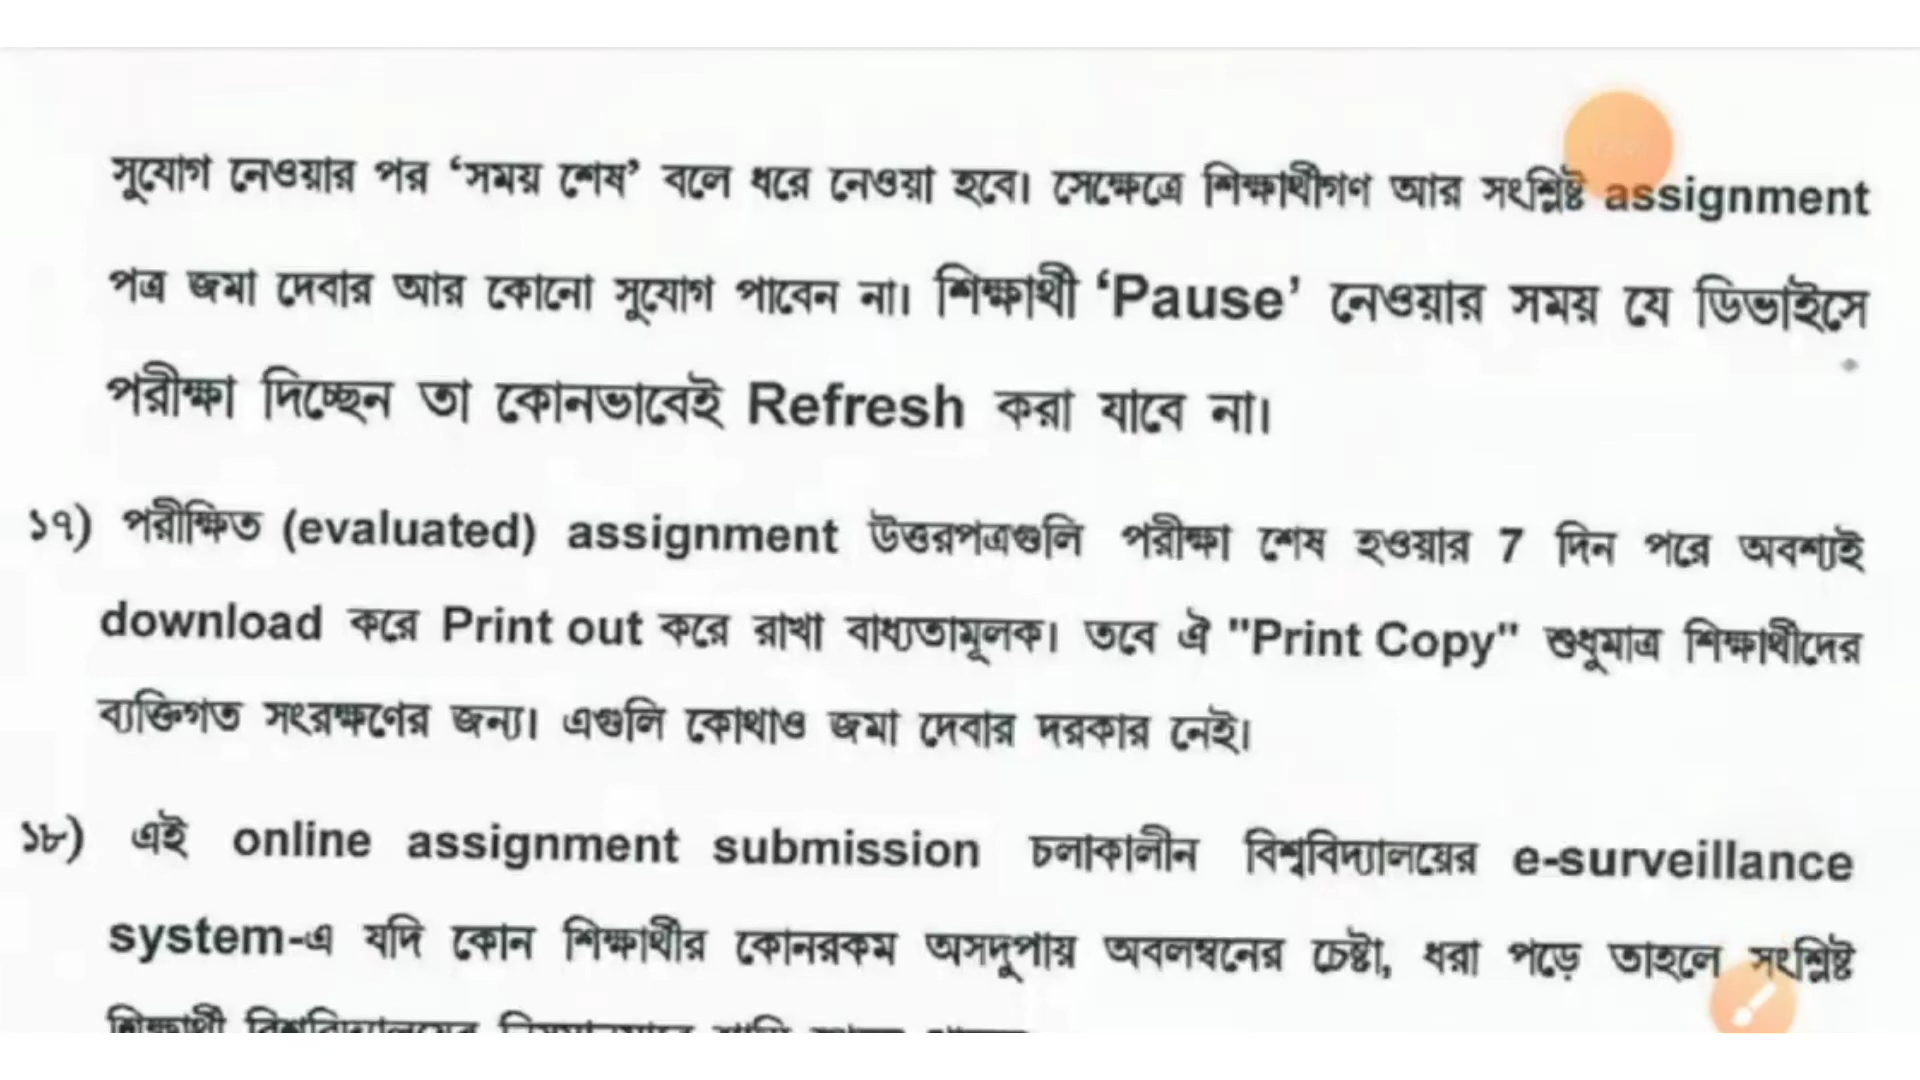 সুযোগ নেওয়ার পর ‘সময় শেষ’ বলে ধরে নেওয়া হবে। সেক্ষেত্রে শিক্ষার্থীগণ আর সংশ্লিষ্ট assignment
পত্র জমা দেবার আর কোনো সুযোগ পাবেন না। শিক্ষার্থী ‘Pause’ নেওয়ার সময় যে ডিভাইসে
পরীক্ষা দিচ্ছেন তা কোনভাবেই Refresh করা যাবে না।
১৭) পরীক্ষিত (evaluated) assignment উত্তরপত্রগুলি পরীক্ষা শেষ হওয়ার 7 দিন পরে অবশ্যই
download করে Print out করে রাখা বাধ্যতামূলক। তবে ঐ "Print Copy" শুধুমাত্র শিক্ষার্থীদের
ব্যক্তিগত সংরক্ষণের জন্য। এগুলি কোথাও জমা দেবার দরকার নেই।
১৮) এই online assignment submission চলাকালীন বিশ্ববিদ্যালয়ের e-surveillance
system-এ যদি কোন শিক্ষার্থীর কোনরকম অসদুপায় অবলম্বনের চেষ্টা, ধরা পড়ে তাহলে সংশ্লিষ্ট
শিক্ষার্থী বিশ্ববিদ্যালয়ের